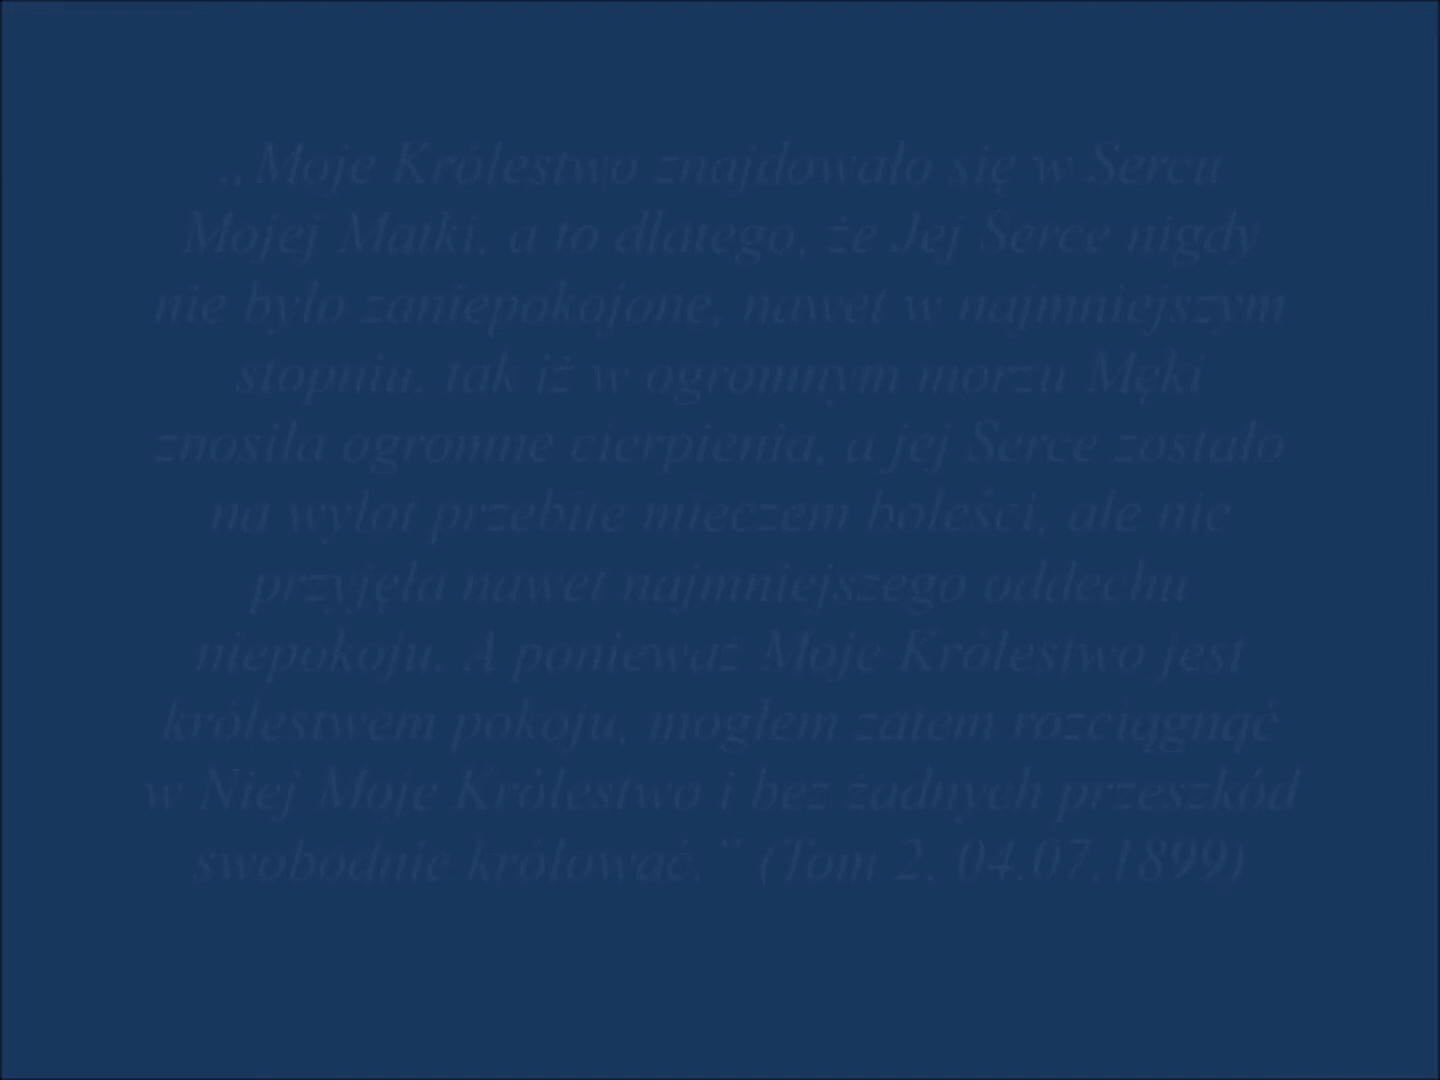 „Moje Królestwo znajdowało się w Sercu
Mojej Matki, a to dlatego, że Jej Serce nigdy
nie było zaniepokojone, nawet w najmniejszym
stopniu, tak iż w ogromnym morzu Męki
znosiła ogromne cierpienia, a jej Serce zostało
na wylot przebite mieczem boleści, ale nie
przyjęła nawet najmniejszego oddechu
niepokoju. A ponieważ Moje Królestwo jest
królestwem pokoju, mogłem zatem rozciągnąć
w Niej Moje Królestwo i bez żadnych przeszkód
swobodnie królować.” (Tom 2, 04.07.1899)